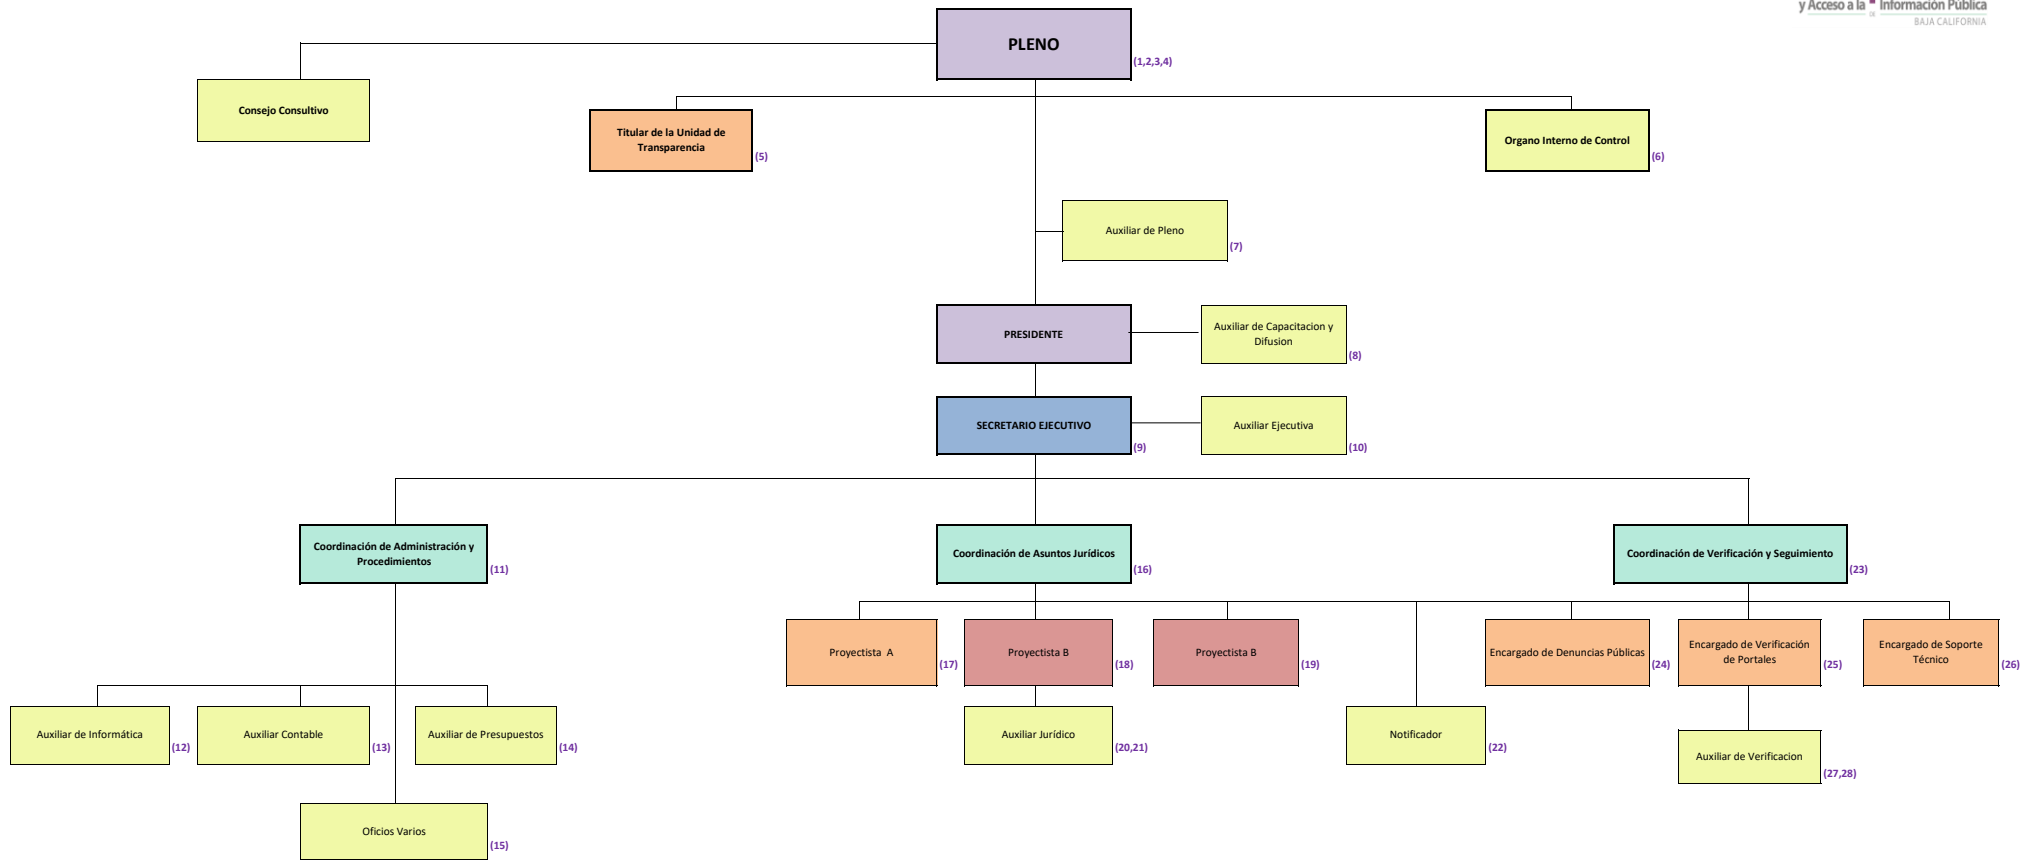 y Acceso a la Información Pública
DE
BAJA CALIFORNIA
PLENO
(1,2,3,4)
Consejo Consultivo
Titular de la Unidad de
Transparencia
(5)
Organo Interno de Control
(6)
Auxiliar de Pleno
(7)
PRESIDENTE
Auxiliar de Capacitacion y
Difusion
(8)
SECRETARIO EJECUTIVO
(9)
Auxiliar Ejecutiva
(10)
Coordinación de Administración y
Procedimientos
(11)
Coordinación de Asuntos Jurídicos
(16)
Coordinación de Verificación y Seguimiento
(23)
Proyectista A
(17)
Proyectista B
(18)
Proyectista B
(19)
Encargado de Denuncias Públicas
(24)
Encargado de Verificación
de Portales
(25)
Encargado de Soporte
Técnico
(26)
Auxiliar de Informática
(12)
Auxiliar Contable
(13)
Auxiliar de Presupuestos
(14)
Auxiliar Jurídico
(20,21)
Notificador
(22)
Auxiliar de Verificacion
(27,28)
Oficios Varios
(15)